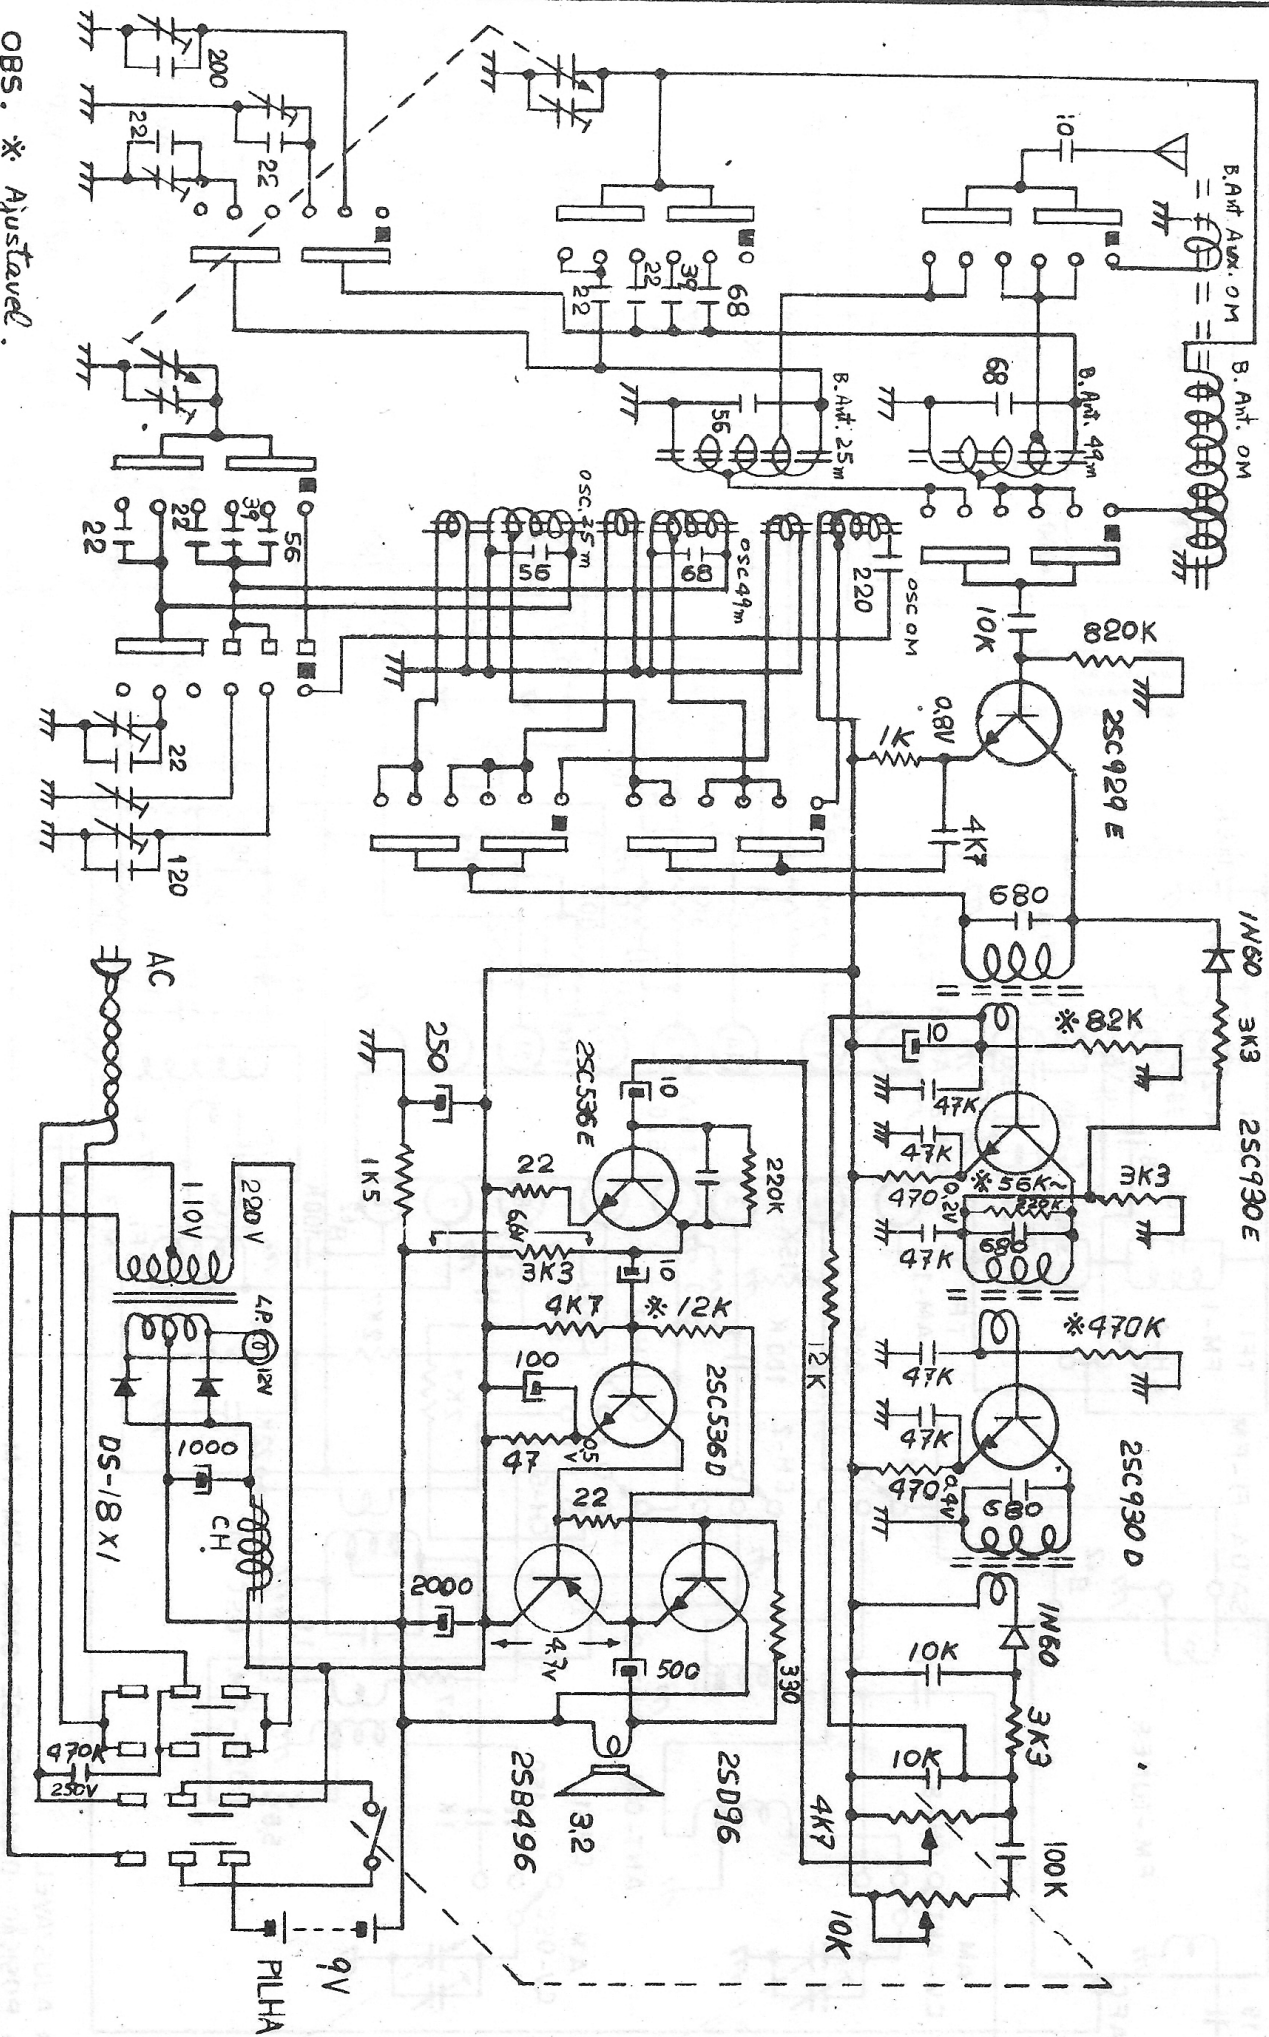 B. Ant. OM
B. Ant Aux. OM
10
B. Ant. 49m
68
B. Ant. 25m
56
68
39
22
22
200
22
OBS. ※ Ajustavel.
820K
10K
2SC929 E
0,8V
1K
4K7
OSC OM
220
OSC 49m
68
56
56
39
22
22
22
120
1N60
3K3
2SC930E
680
※82K
10
47K
47K
470
0,2V
※56K~
220K
3K3
680
47K
※470K
47K
47K
470
0,4V
680
2SC930D
1N60
10K
3K3
10K
100K
4K7
10K
12K
250
1K5
2SC536E
10
22
220K
6,6V
3K3
10
4K7
※12K
100
47
0,5V
2SC536D
22
2000
4,7V
500
330
2SD96
2SB496
3,2
AC
220V
110V
L.P.
12V
1000
DS-18X1
CH.
470K
250V
9V
PILHA